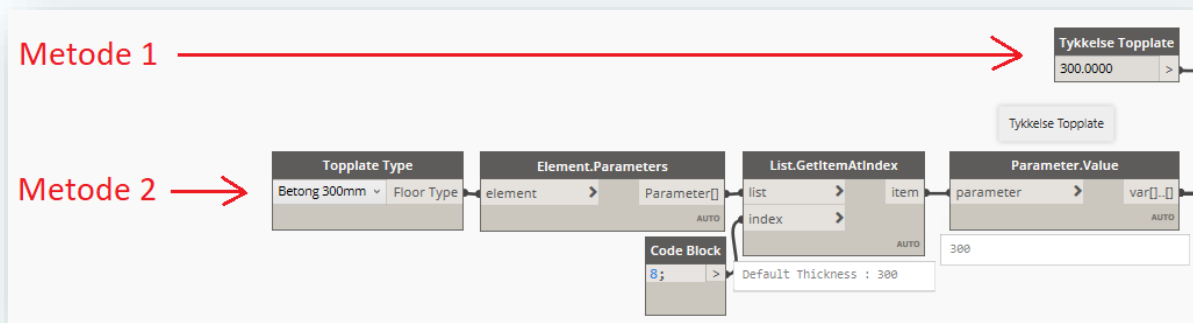 Metode 1
Tykkelse Topplate
300.0000 >
Tykkelse Topplate
Metode 2
Topplate Type
Betong 300mm Floor Type
Element.Parameters
element > Parameter[]
AUTO
List.GetItemAtIndex
list > item
index >
AUTO
Parameter.Value
parameter > var[]..[]
AUTO
Code Block
8; >
Default Thickness : 300
300